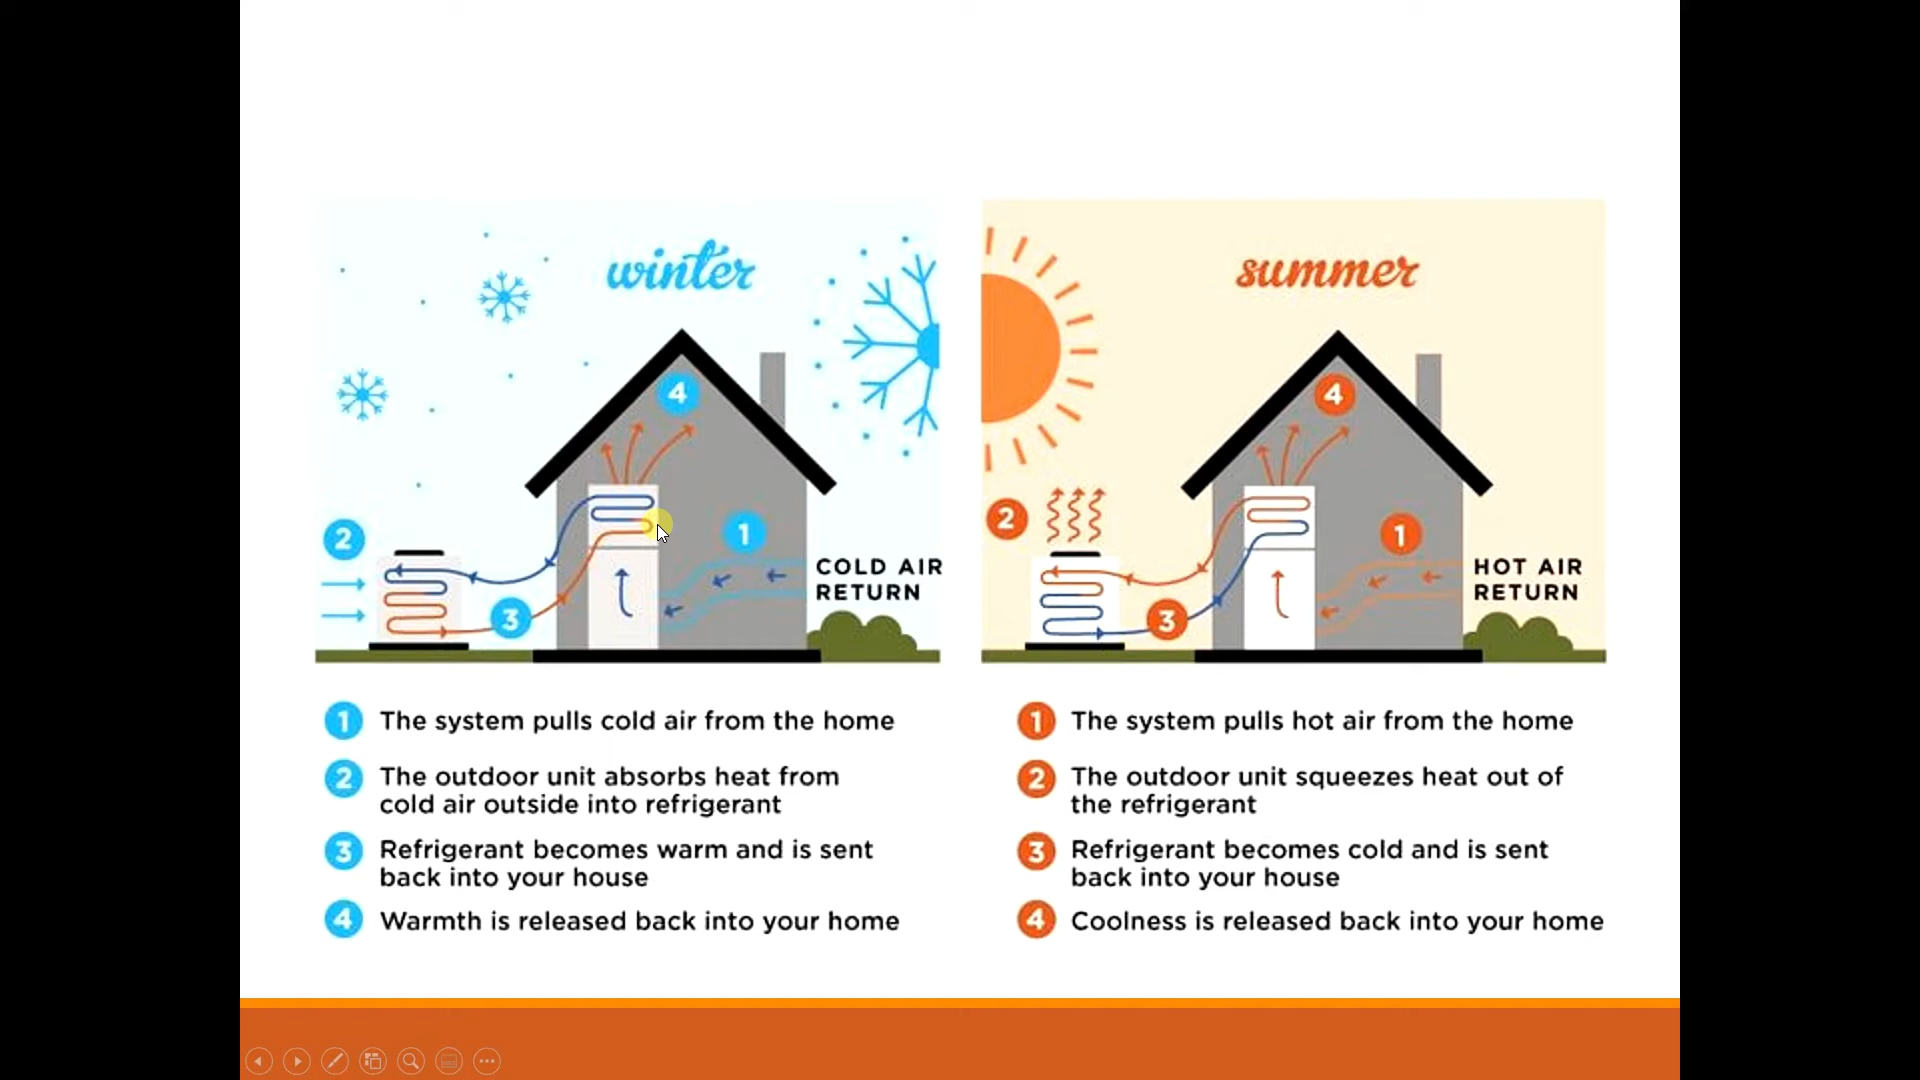 winter
4
2
1
COLD AIR
RETURN
3
1 The system pulls cold air from the home
2 The outdoor unit absorbs heat from
cold air outside into refrigerant
3 Refrigerant becomes warm and is sent
back into your house
4 Warmth is released back into your home
summer
4
2
1
HOT AIR
RETURN
3
1 The system pulls hot air from the home
2 The outdoor unit squeezes heat out of
the refrigerant
3 Refrigerant becomes cold and is sent
back into your house
4 Coolness is released back into your home